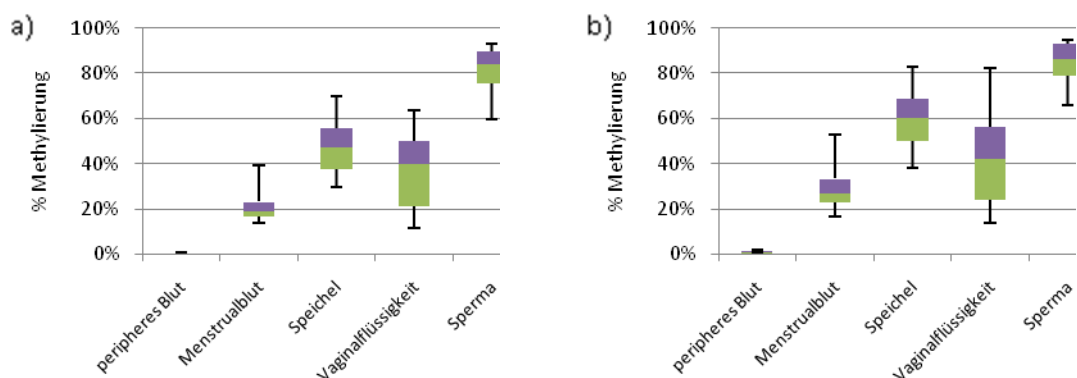 a)
% Methylierung
100%
80%
60%
40%
20%
0%
peripheres Blut
Menstrualblut
Speichel
Vaginalflüssigkeit
Sperma
b)
% Methylierung
100%
80%
60%
40%
20%
0%
peripheres Blut
Menstrualblut
Speichel
Vaginalflüssigkeit
Sperma